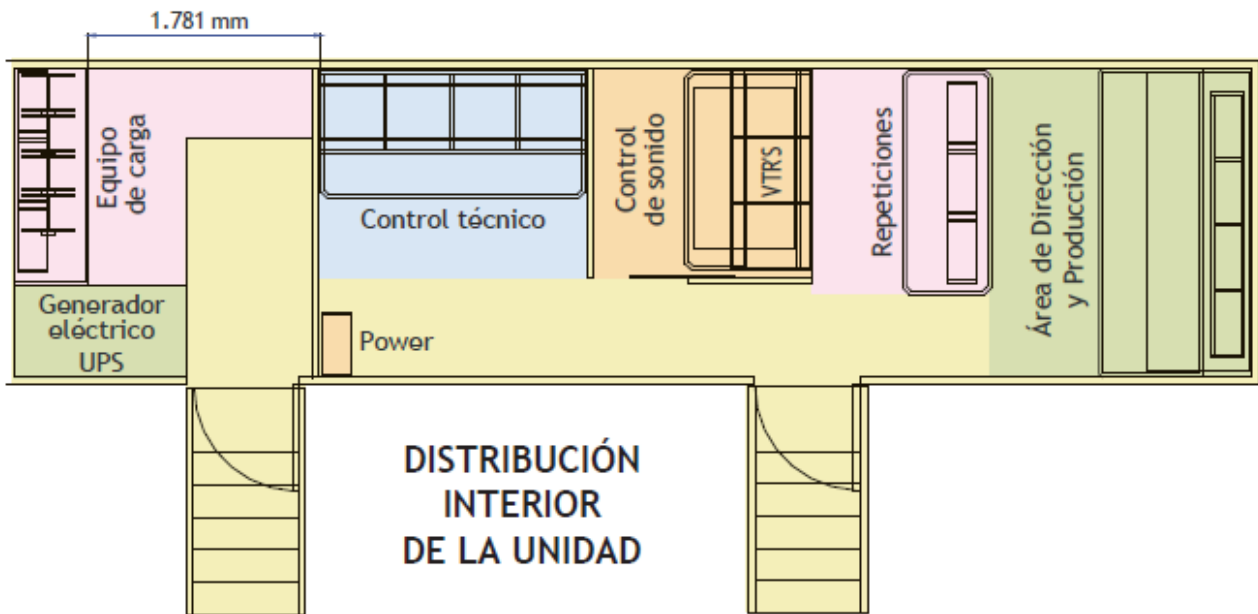 1.781 mm
Equipo
de carga
Generador
eléctrico
UPS
Control técnico
Power
Control
de sonido
VTR'S
Repeticiones
Área de Dirección
y Producción
DISTRIBUCIÓN
INTERIOR
DE LA UNIDAD